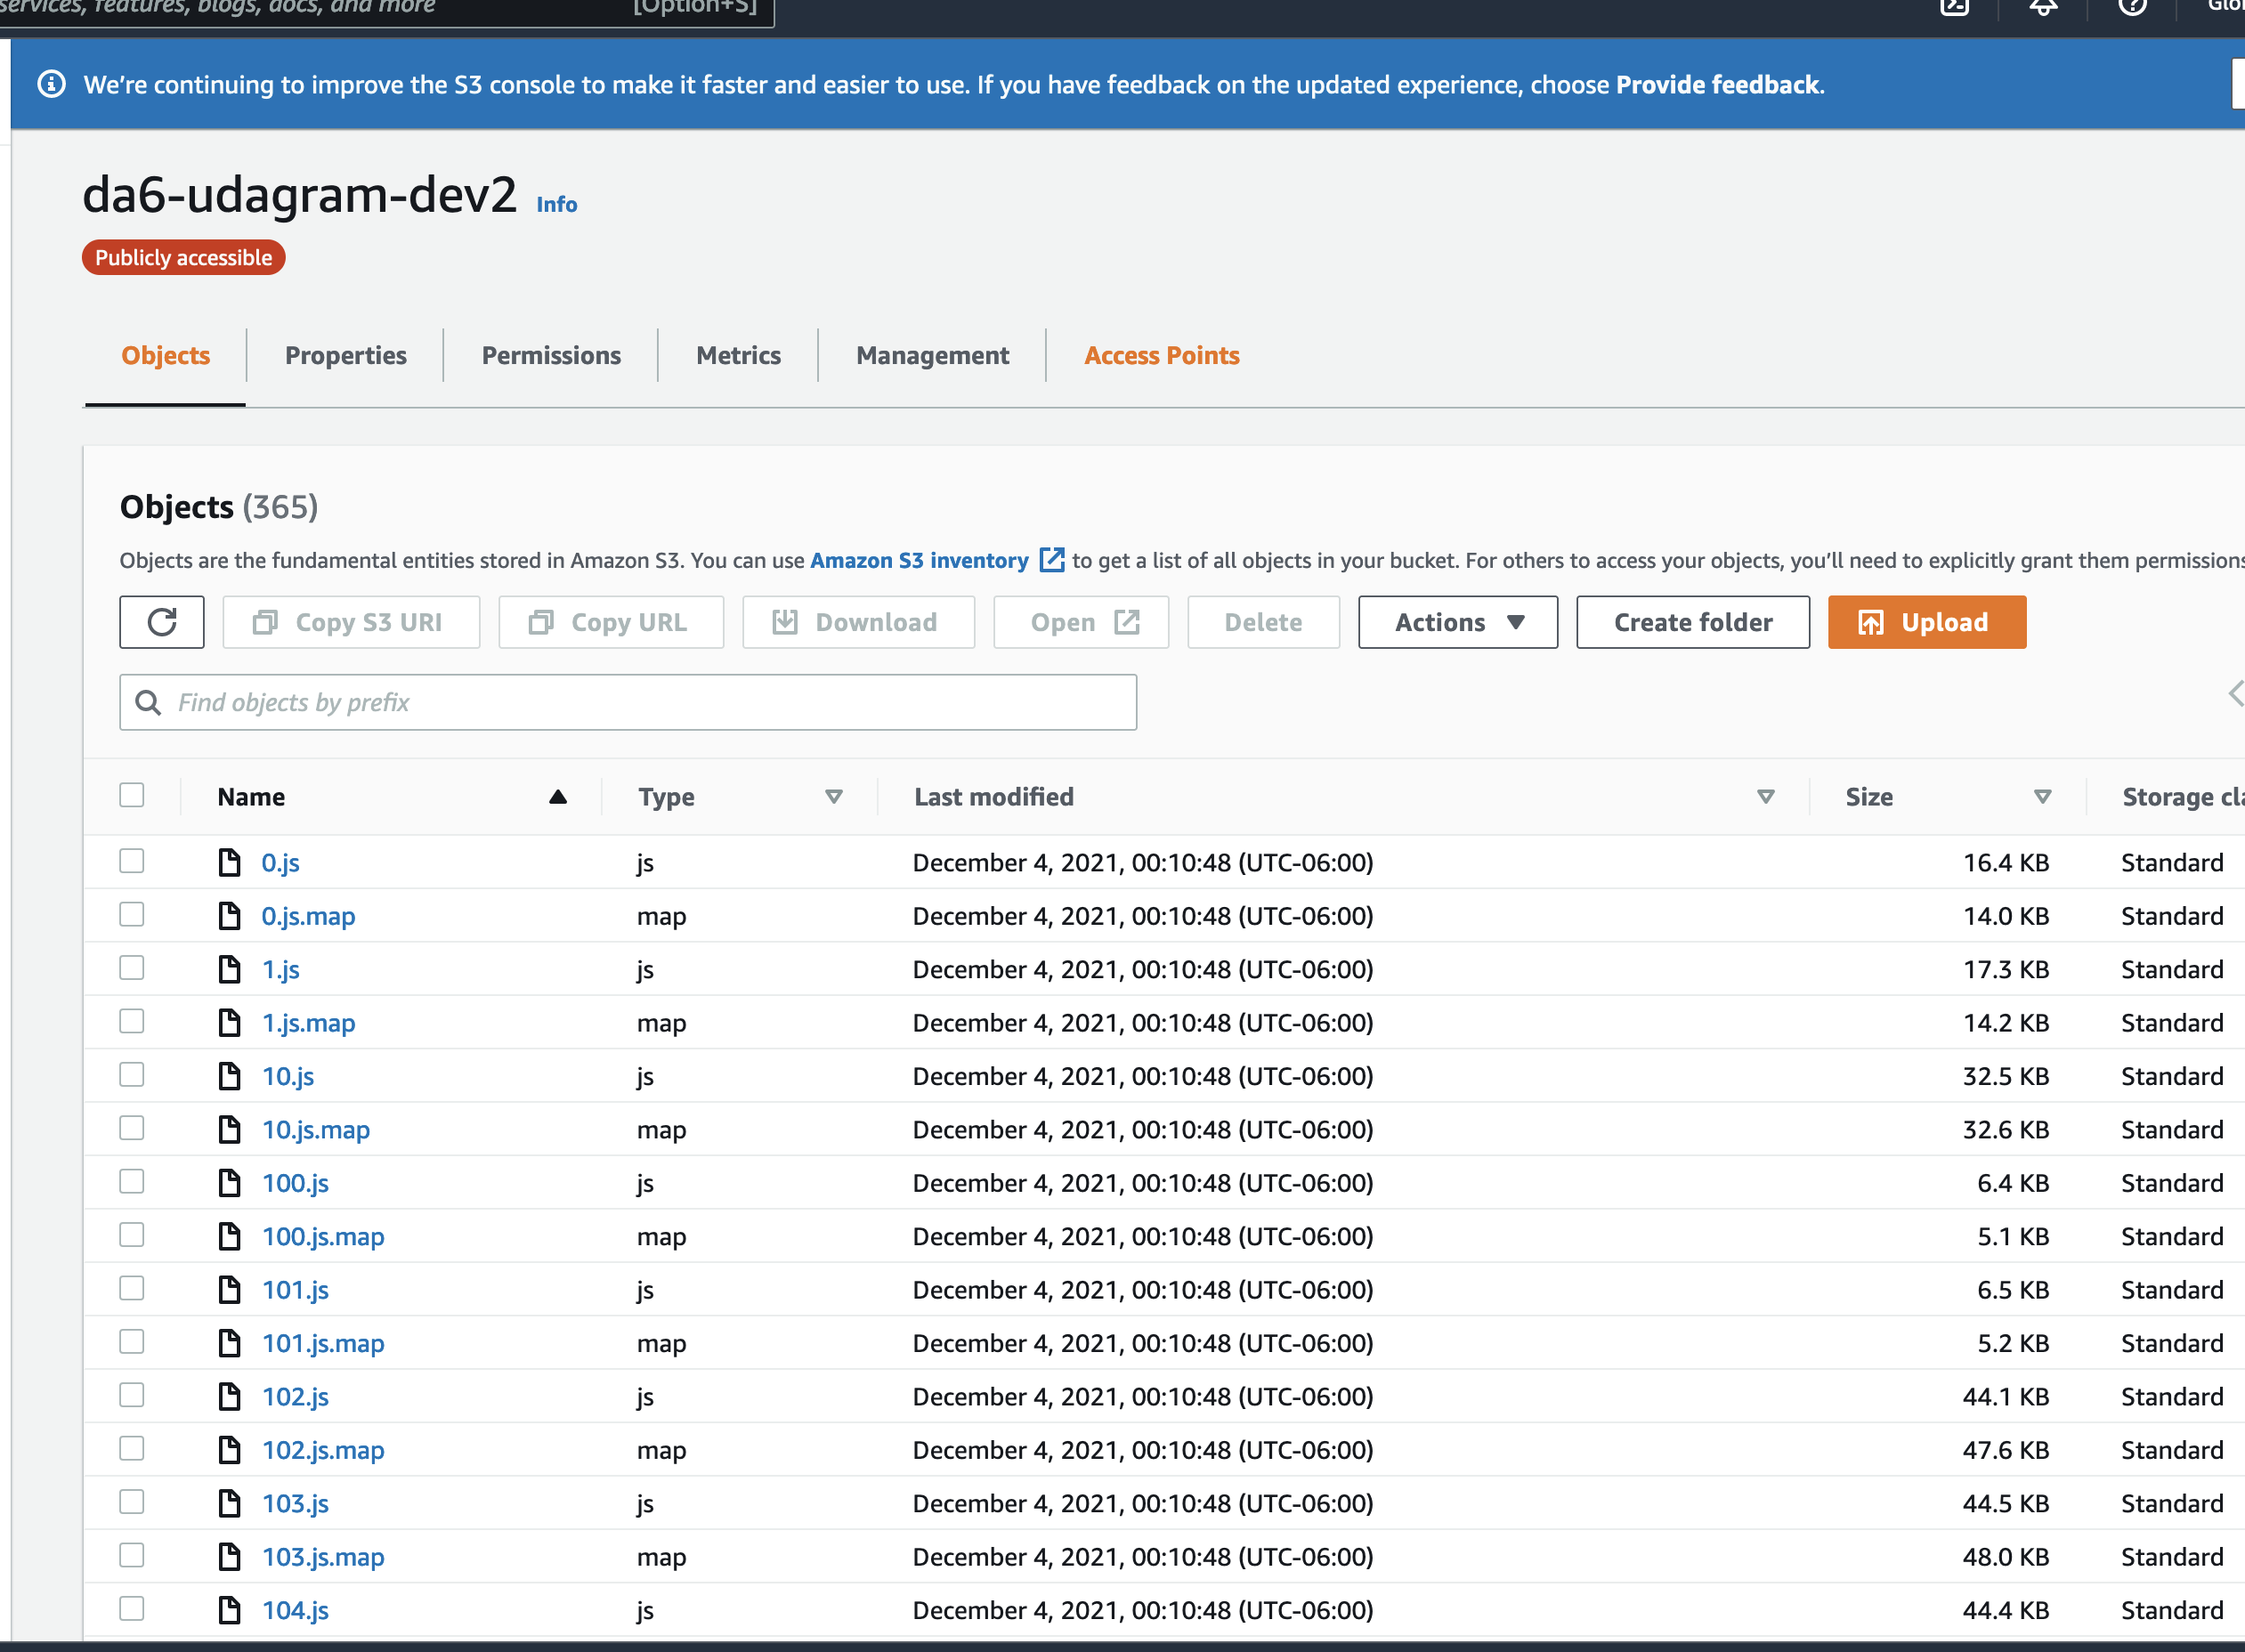 services, features, blogs, docs, and more [Option+S]
We're continuing to improve the S3 console to make it faster and easier to use. If you have feedback on the updated experience, choose Provide feedback.
da6-udagram-dev2 Info
Publicly accessible
Objects Properties Permissions Metrics Management Access Points
Objects (365)
Objects are the fundamental entities stored in Amazon S3. You can use Amazon S3 inventory to get a list of all objects in your bucket. For others to access your objects, you'll need to explicitly grant them permissions
Copy S3 URI Copy URL Download Open Delete Actions Create folder Upload
Find objects by prefix
Name Type Last modified Size Storage
0.js js December 4, 2021, 00:10:48 (UTC-06:00) 16.4 KB Standard
0.js.map map December 4, 2021, 00:10:48 (UTC-06:00) 14.0 KB Standard
1.js js December 4, 2021, 00:10:48 (UTC-06:00) 17.3 KB Standard
1.js.map map December 4, 2021, 00:10:48 (UTC-06:00) 14.2 KB Standard
10.js js December 4, 2021, 00:10:48 (UTC-06:00) 32.5 KB Standard
10.js.map map December 4, 2021, 00:10:48 (UTC-06:00) 32.6 KB Standard
100.js js December 4, 2021, 00:10:48 (UTC-06:00) 6.4 KB Standard
100.js.map map December 4, 2021, 00:10:48 (UTC-06:00) 5.1 KB Standard
101.js js December 4, 2021, 00:10:48 (UTC-06:00) 6.5 KB Standard
101.js.map map December 4, 2021, 00:10:48 (UTC-06:00) 5.2 KB Standard
102.js js December 4, 2021, 00:10:48 (UTC-06:00) 44.1 KB Standard
102.js.map map December 4, 2021, 00:10:48 (UTC-06:00) 47.6 KB Standard
103.js js December 4, 2021, 00:10:48 (UTC-06:00) 44.5 KB Standard
103.js.map map December 4, 2021, 00:10:48 (UTC-06:00) 48.0 KB Standard
104.js js December 4, 2021, 00:10:48 (UTC-06:00) 44.4 KB Standard